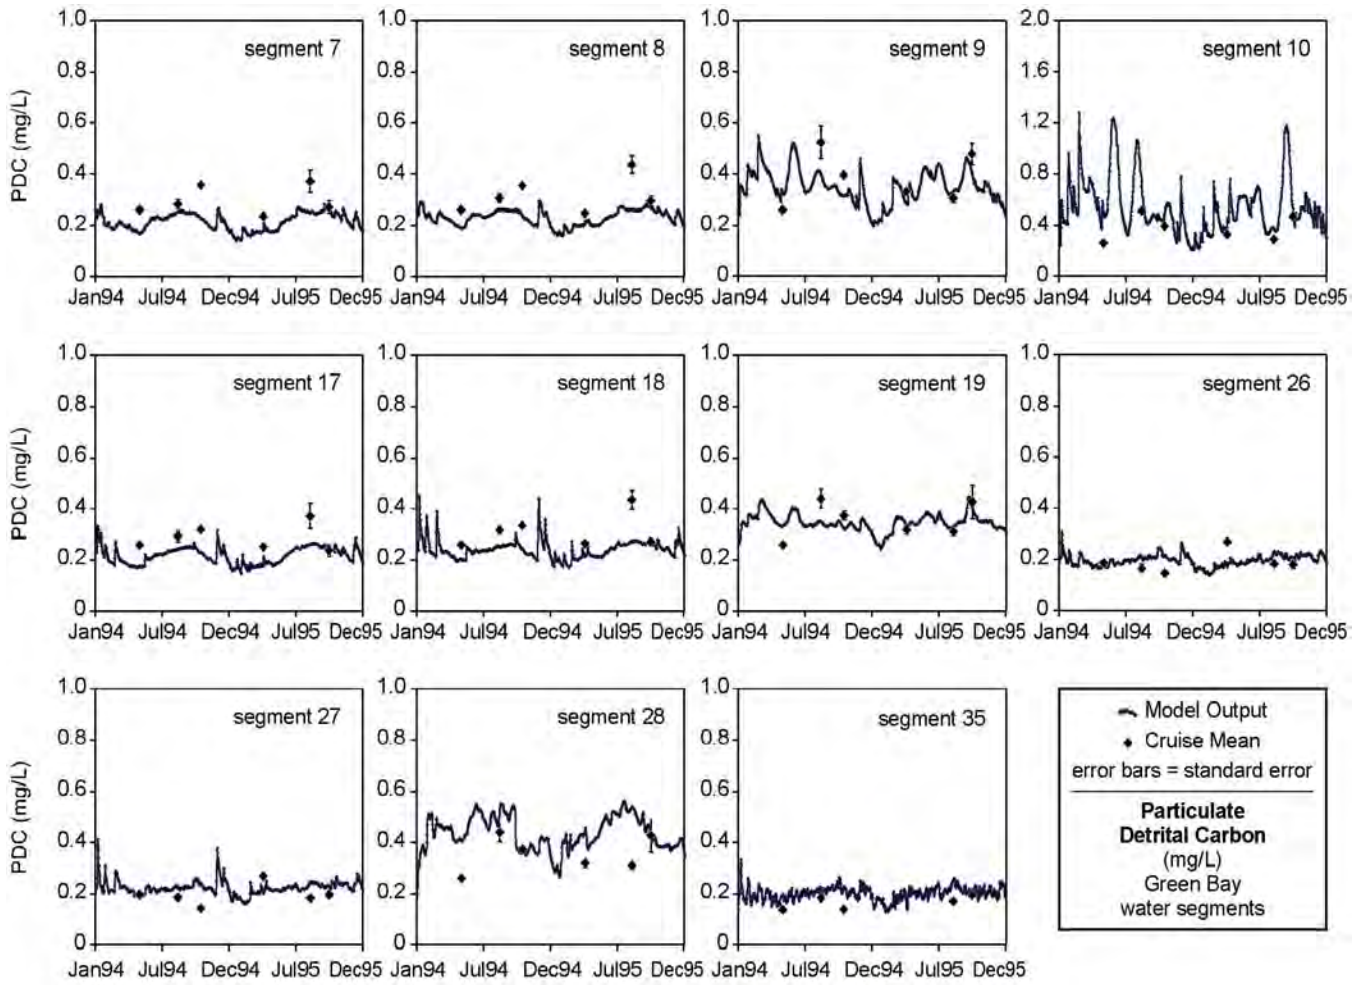 segment 7
segment 8
segment 9
segment 10
PDC (mg/L)
1.0
0.8
0.6
0.4
0.2
0
1.0
0.8
0.6
0.4
0.2
0
1.0
0.8
0.6
0.4
0.2
0
2.0
1.6
1.2
0.8
0.4
0
Jan94 Jul94 Dec94 Jul95 Dec95
Jan94 Jul94 Dec94 Jul95 Dec95
Jan94 Jul94 Dec94 Jul95 Dec95
Jan94 Jul94 Dec94 Jul95 Dec95
segment 17
segment 18
segment 19
segment 26
PDC (mg/L)
1.0
0.8
0.6
0.4
0.2
0
1.0
0.8
0.6
0.4
0.2
0
1.0
0.8
0.6
0.4
0.2
0
1.0
0.8
0.6
0.4
0.2
0
Jan94 Jul94 Dec94 Jul95 Dec95
Jan94 Jul94 Dec94 Jul95 Dec95
Jan94 Jul94 Dec94 Jul95 Dec95
Jan94 Jul94 Dec94 Jul95 Dec95
segment 27
segment 28
segment 35
PDC (mg/L)
1.0
0.8
0.6
0.4
0.2
0
1.0
0.8
0.6
0.4
0.2
0
1.0
0.8
0.6
0.4
0.2
0
Jan94 Jul94 Dec94 Jul95 Dec95
Jan94 Jul94 Dec94 Jul95 Dec95
Jan94 Jul94 Dec94 Jul95 Dec95
Model Output
Cruise Mean
error bars = standard error
Particulate
Detrital Carbon
(mg/L)
Green Bay
water segments